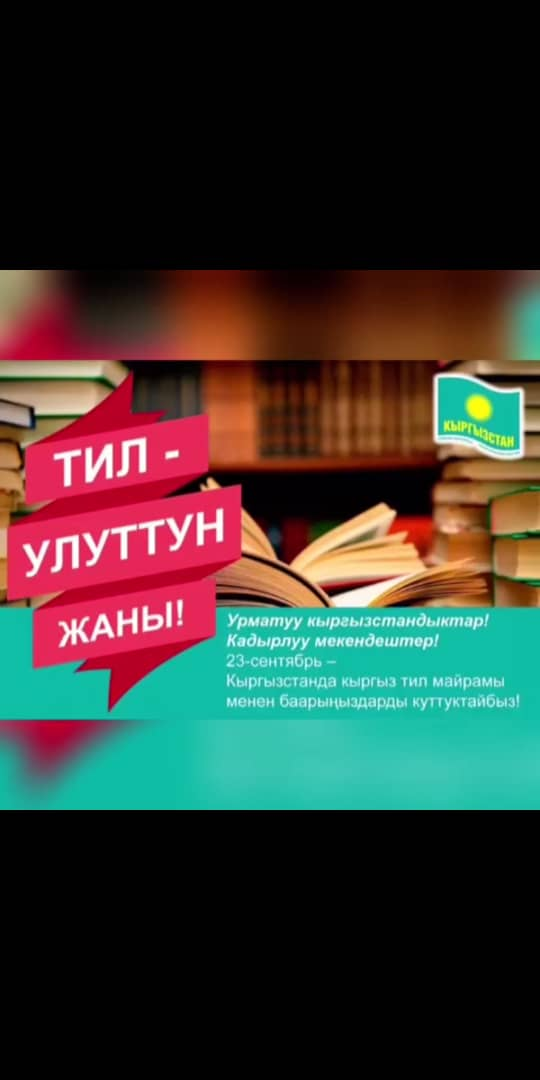 ТИЛ -
УЛУТТУН
ЖАНЫ!
КЫРГЫЗСТАН
Урматуу кыргызстандыктар!
Кадырлуу мекендештер!
23-сентябрь –
Кыргызстанда кыргыз тил майрамы
менен баарыңыздарды куттуктайбыз!